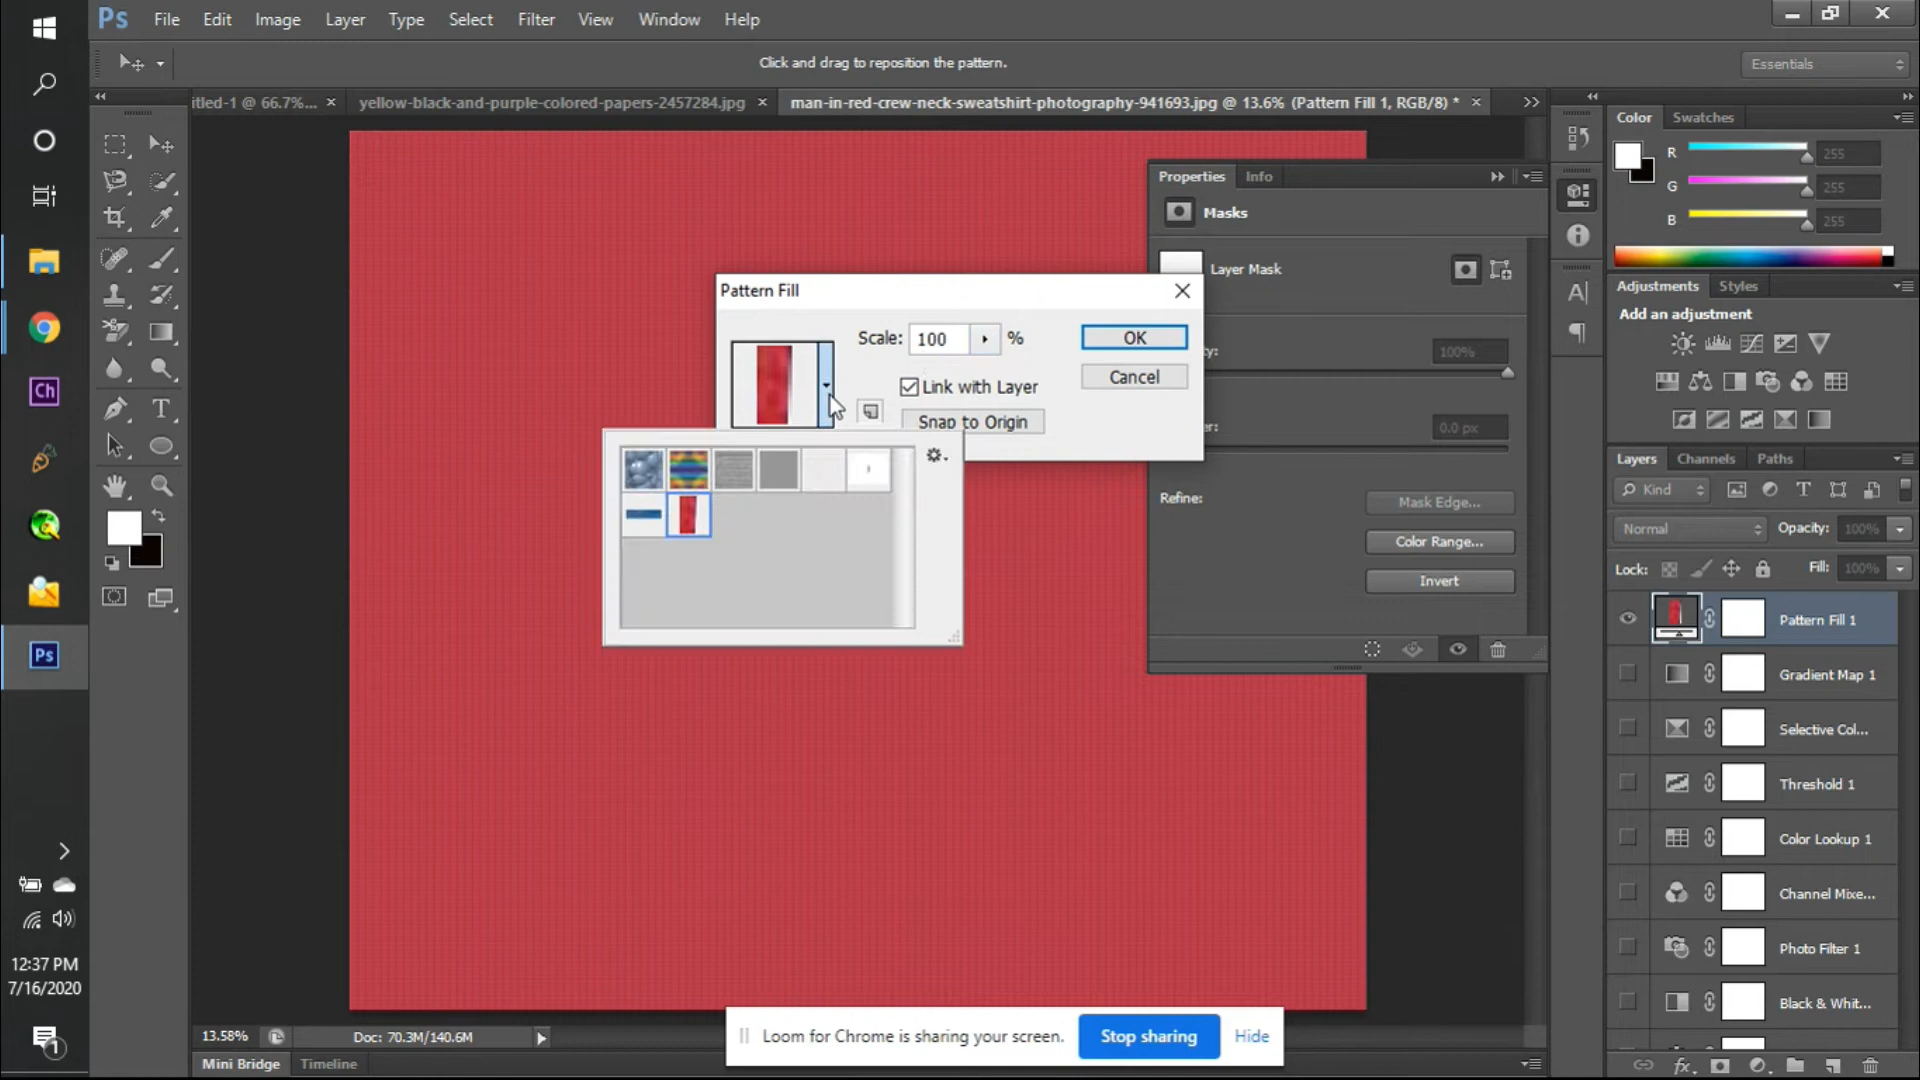 Ps File Edit Image Layer Type Select Filter View Window Help
Click and drag to reposition the pattern.
Essentials
itled-1 @ 66.7%... × yellow-black-and-purple-colored-papers-2457284.jpg × man-in-red-crew-neck-sweatshirt-photography-941693.jpg @ 13.6% (Pattern Fill 1, RGB/8) * ×
Color Swatches
R 255
G 255
B 255
Properties Info
Masks
Layer Mask
100%
0.0 px
Refine:
Mask Edge...
Color Range...
Invert
Pattern Fill
Scale: 100 %
OK
Link with Layer
Cancel
Snap to Origin
Adjustments Styles
Add an adjustment
Layers Channels Paths
Kind
Normal Opacity: 100%
Lock: Fill: 100%
Pattern Fill 1
Gradient Map 1
Selective Col...
Threshold 1
Color Lookup 1
Channel Mixe...
Photo Filter 1
Black & Whit...
Ch
Ps
12:37 PM
7/16/2020
1
13.58% Doc: 70.3M/140.6M
Mini Bridge Timeline
Loom for Chrome is sharing your screen. Stop sharing Hide